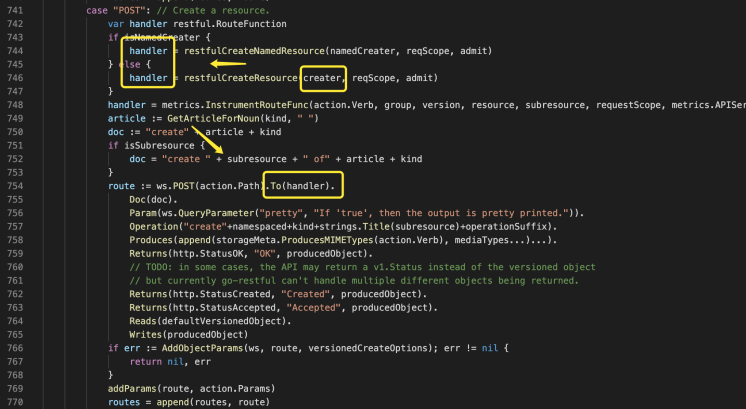 741 case "POST": // Create a resource.
742 var handler restful.RouteFunction
743 if isNamedCreater {
744 handler = restfulCreateNamedResource(namedCreater, reqScope, admit)
745 } else {
746 handler = restfulCreateResource(creater, reqScope, admit)
747 }
748 handler = metrics.InstrumentRouteFunc(action.Verb, group, version, resource, subresource, requestScope, metrics.APISer
749 article := GetArticleForNoun(kind, " ")
750 doc := "create" + article + kind
751 if isSubresource {
752 doc = "create " + subresource + " of" + article + kind
753 }
754 route := ws.POST(action.Path).To(handler).
755 Doc(doc).
756 Param(ws.QueryParameter("pretty", "If 'true', then the output is pretty printed.")).
757 Operation("create"+namespaced+kind+strings.Title(subresource)+operationSuffix).
758 Produces(append(storageMeta.ProducesMIMETypes(action.Verb), mediaTypes...)...).
759 Returns(http.StatusOK, "OK", producedObject).
760 // TODO: in some cases, the API may return a v1.Status instead of the versioned object
761 // but currently go-restful can't handle multiple different objects being returned.
762 Returns(http.StatusCreated, "Created", producedObject).
763 Returns(http.StatusAccepted, "Accepted", producedObject).
764 Reads(defaultVersionedObject).
765 Writes(producedObject)
766 if err := AddObjectParams(ws, route, versionedCreateOptions); err != nil {
767 return nil, err
768 }
769 addParams(route, action.Params)
770 routes = append(routes, route)